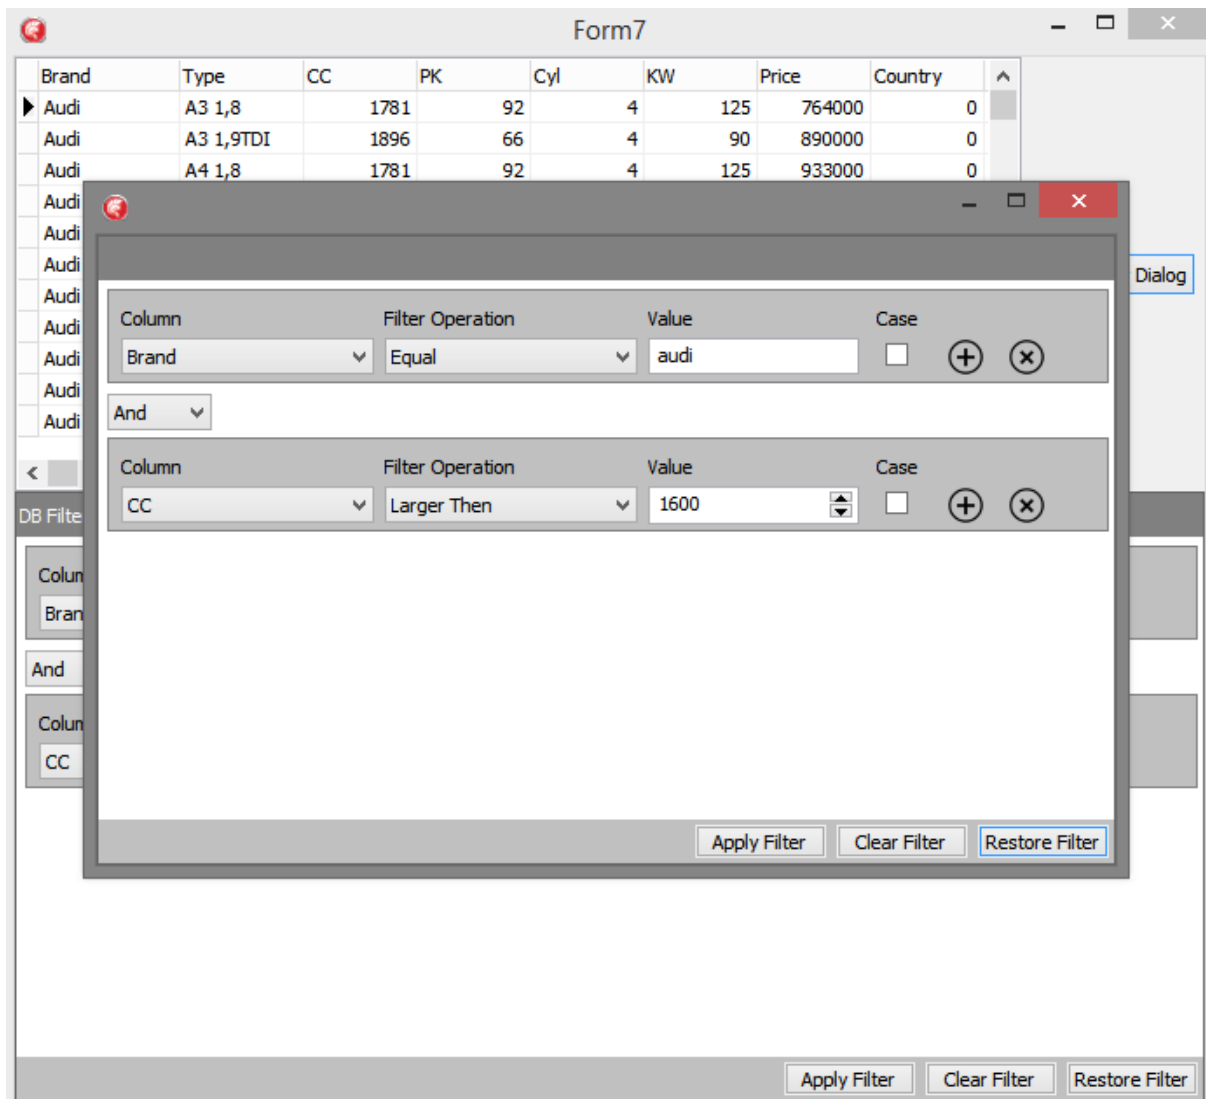 Form7
Brand Type CC PK Cyl KW Price Country
Audi A3 1,8 1781 92 4 125 764000 0
Audi A3 1,9TDI 1896 66 4 90 890000 0
Audi A4 1,8 1781 92 4 125 933000 0
Audi
Audi
Audi
Audi
Audi
Audi
Audi
Audi
Dialog
Column Filter Operation Value Case
Brand Equal audi
And
Column Filter Operation Value Case
CC Larger Then 1600
Apply Filter Clear Filter Restore Filter
DB Filte
Colum
Bran
And
Colum
CC
Apply Filter Clear Filter Restore Filter